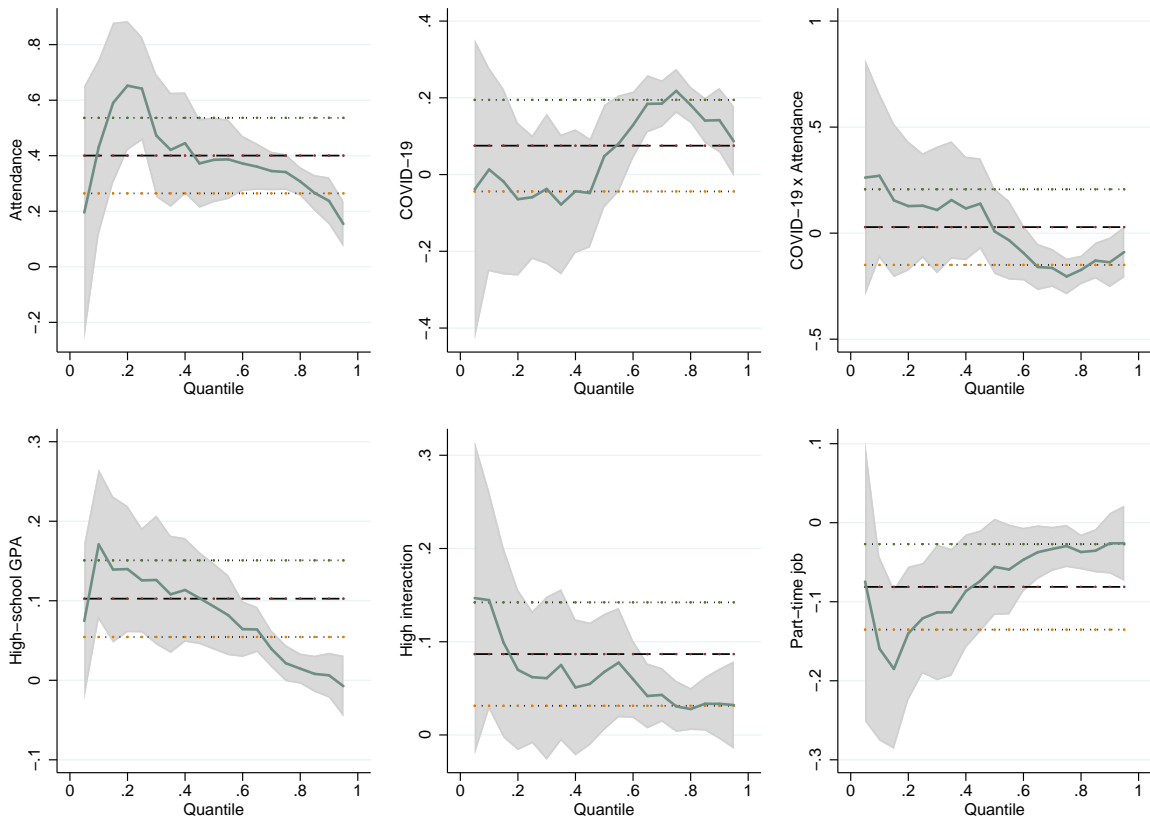 Attendance
.8
.6
.4
.2
0
−.2
0 .2 .4 .6 .8 1
Quantile
COVID−19
.4
.2
0
−.2
−.4
0 .2 .4 .6 .8 1
Quantile
COVID−19 x Attendance
1
.5
0
−.5
0 .2 .4 .6 .8 1
Quantile
High−school GPA
.3
.2
.1
0
−.1
0 .2 .4 .6 .8 1
Quantile
High interaction
.3
.2
.1
0
0 .2 .4 .6 .8 1
Quantile
Part−time job
.1
0
−.1
−.2
−.3
0 .2 .4 .6 .8 1
Quantile